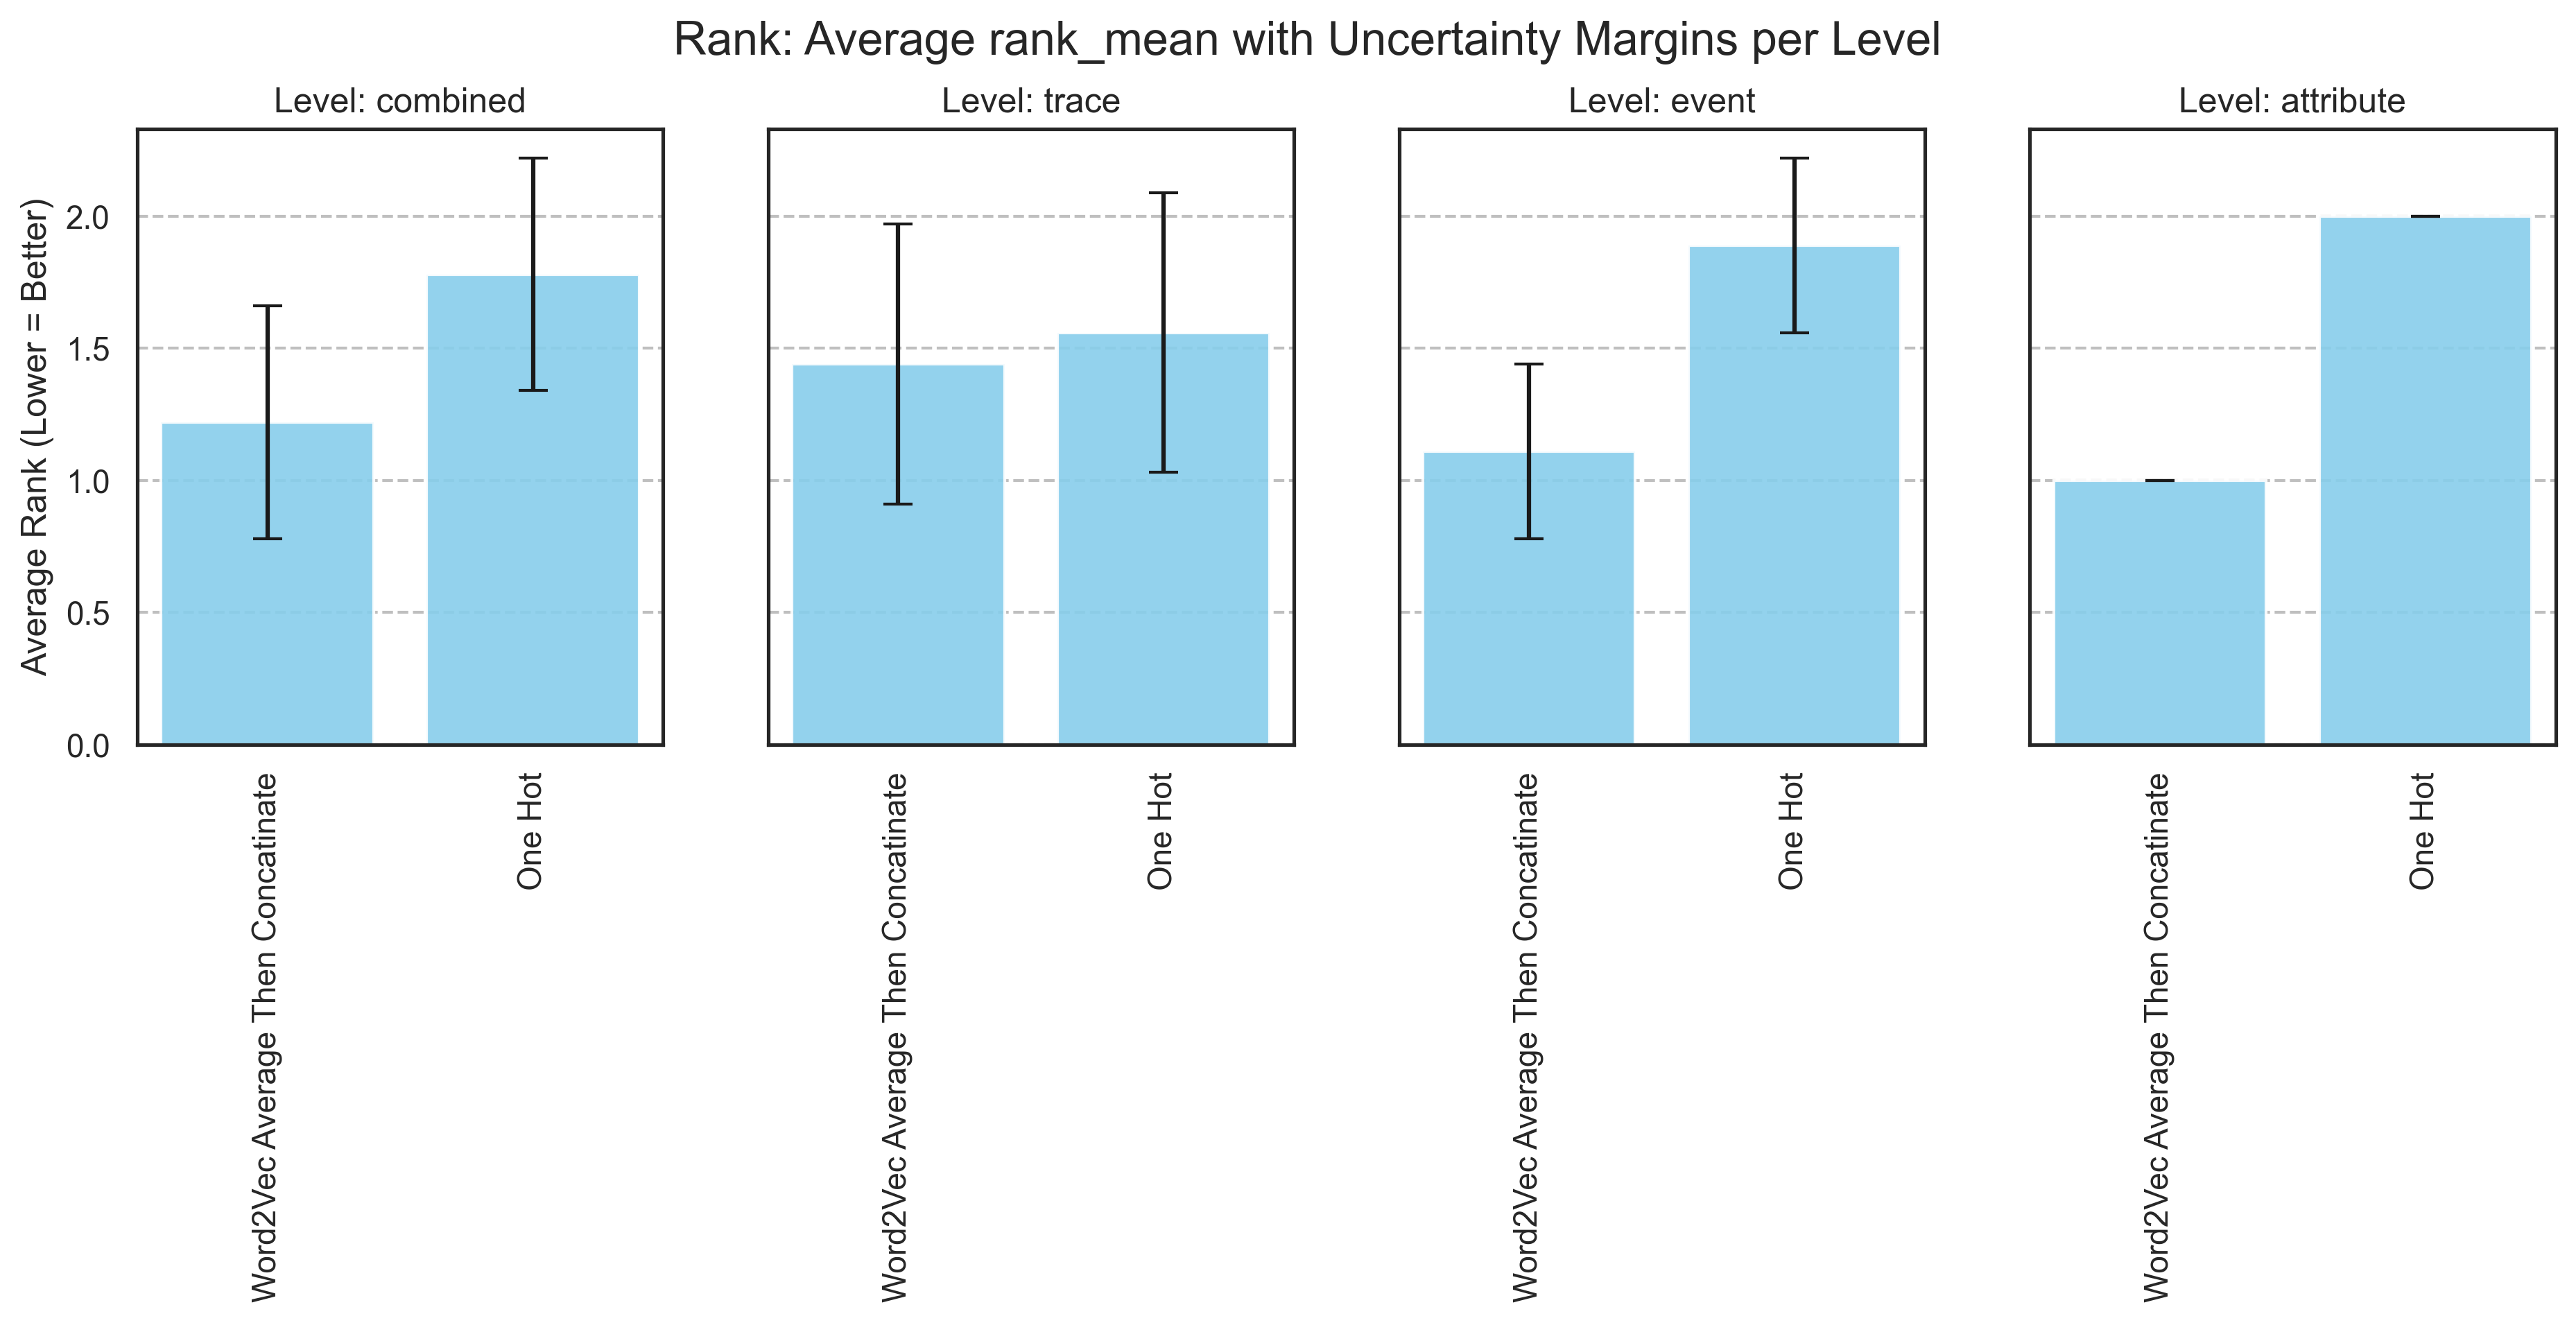 Rank: Average rank_mean with Uncertainty Margins per Level
Level: combined
Level: trace
Level: event
Level: attribute
Average Rank (Lower = Better)
2.0
1.5
1.0
0.5
0.0
Word2Vec Average Then Concatinate
One Hot
Word2Vec Average Then Concatinate
One Hot
Word2Vec Average Then Concatinate
One Hot
Word2Vec Average Then Concatinate
One Hot